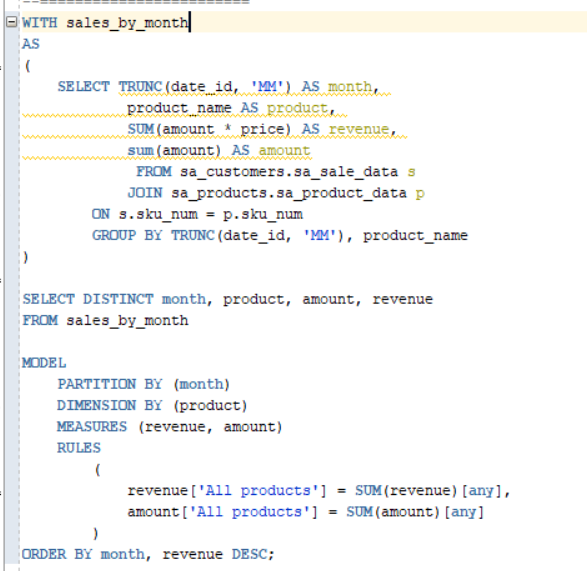 --========================
WITH sales_by_month
AS
(
    SELECT TRUNC(date_id, 'MM') AS month,
            product_name AS product,
            SUM(amount * price) AS revenue,
            sum(amount) AS amount
             FROM sa_customers.sa_sale_data s
            JOIN sa_products.sa_product_data p
        ON s.sku_num = p.sku_num
        GROUP BY TRUNC(date_id, 'MM'), product_name
)
SELECT DISTINCT month, product, amount, revenue
FROM sales_by_month
MODEL
    PARTITION BY (month)
    DIMENSION BY (product)
    MEASURES (revenue, amount)
    RULES
        (
            revenue['All products'] = SUM(revenue)[any],
            amount['All products'] = SUM(amount)[any]
        )
ORDER BY month, revenue DESC;